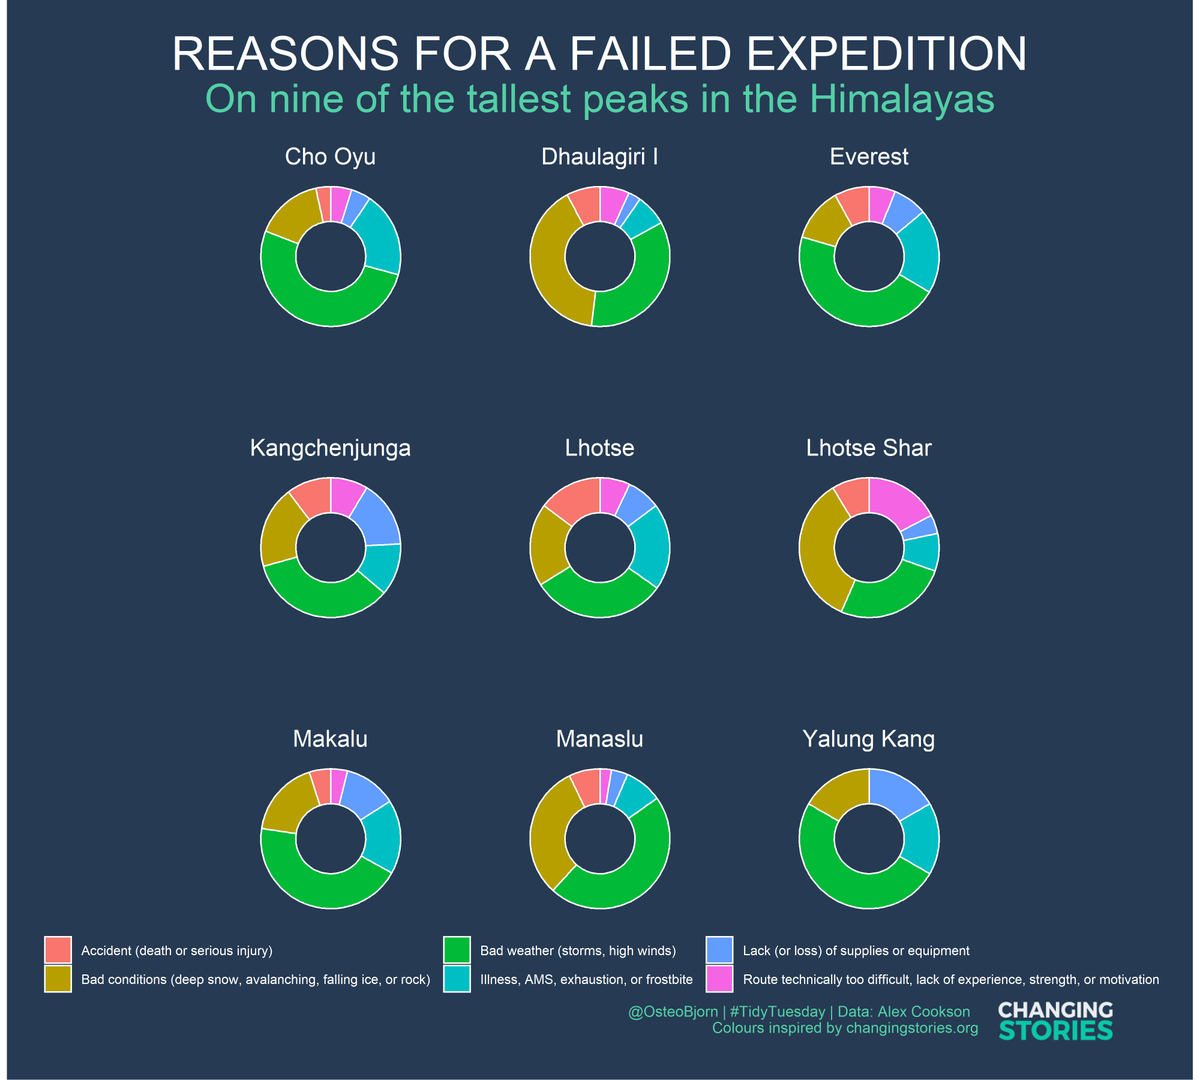 REASONS FOR A FAILED EXPEDITION
On nine of the tallest peaks in the Himalayas
Cho Oyu
Dhaulagiri I
Everest
Kangchenjunga
Lhotse
Lhotse Shar
Makalu
Manaslu
Yalung Kang
Accident (death or serious injury)
Bad weather (storms, high winds)
Lack (or loss) of supplies or equipment
Bad conditions (deep snow, avalanching, falling ice, or rock)
Illness, AMS, exhaustion, or frostbite
Route technically too difficult, lack of experience, strength, or motivation
@OsteoBjorn | #TidyTuesday | Data: Alex Cookson
Colours inspired by changingstories.org
CHANGING
STORIES